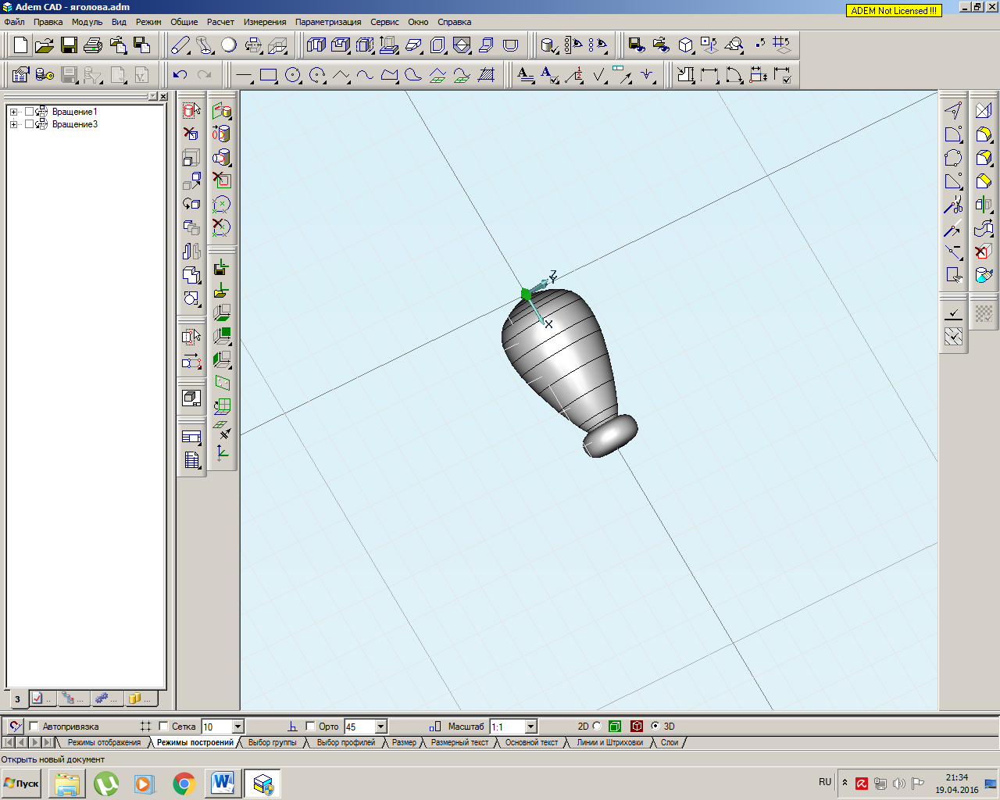 Adem CAD - яголова.adm
ADEM Not Licensed !!!
Файл Правка Модуль Вид Режим Общие Расчет Измерения Параметризация Сервис Окно Справка
Вращение1
Вращение3
Z
Y
X
3
Автопривязка Сетка 10 Орто 45 Масштаб 1:1 2D 3D
Режимы отображения Режимы построений Выбор группы Выбор профилей Размер Размерный текст Основной текст Линии и Штриховки Слои
Открыть новый документ
Пуск
RU
21:34
19.04.2016